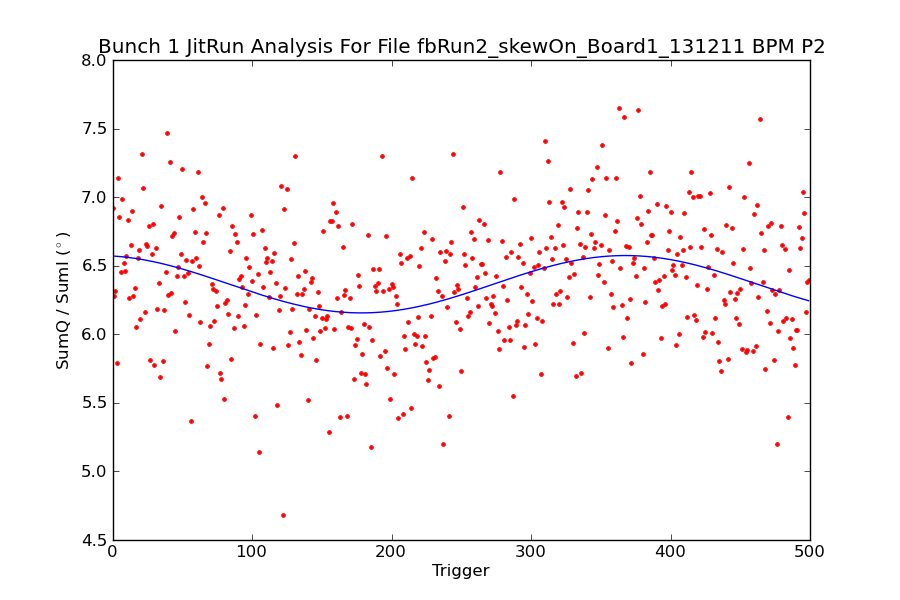 Bunch 1 JitRun Analysis For File fbRun2_skewOn_Board1_131211 BPM P2
8.0
7.5
7.0
6.5
6.0
5.5
5.0
4.5
SumQ / SumI (°)
0 100 200 300 400 500
Trigger